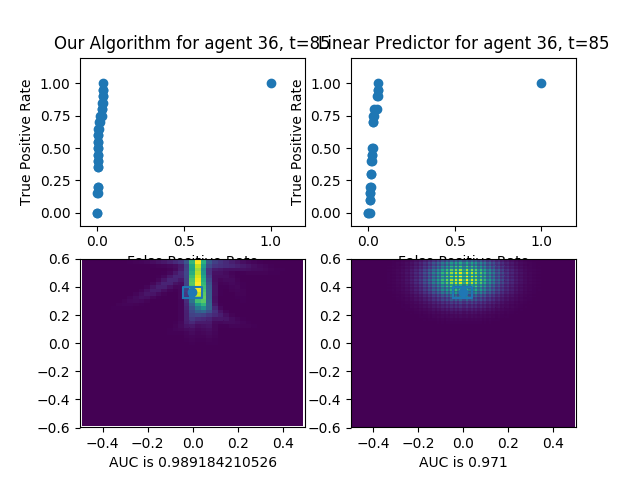 Our Algorithm for agent 36, t=85
Linear Predictor for agent 36, t=85
True Positive Rate
1.00
0.75
0.50
0.25
0.00
0.0 0.5 1.0
False Positive Rate
True Positive Rate
1.00
0.75
0.50
0.25
0.00
0.0 0.5 1.0
False Positive Rate
0.6
0.4
0.2
0.0
−0.2
−0.4
−0.6
−0.4 −0.2 0.0 0.2 0.4
AUC is 0.989184210526
0.6
0.4
0.2
0.0
−0.2
−0.4
−0.6
−0.4 −0.2 0.0 0.2 0.4
AUC is 0.971